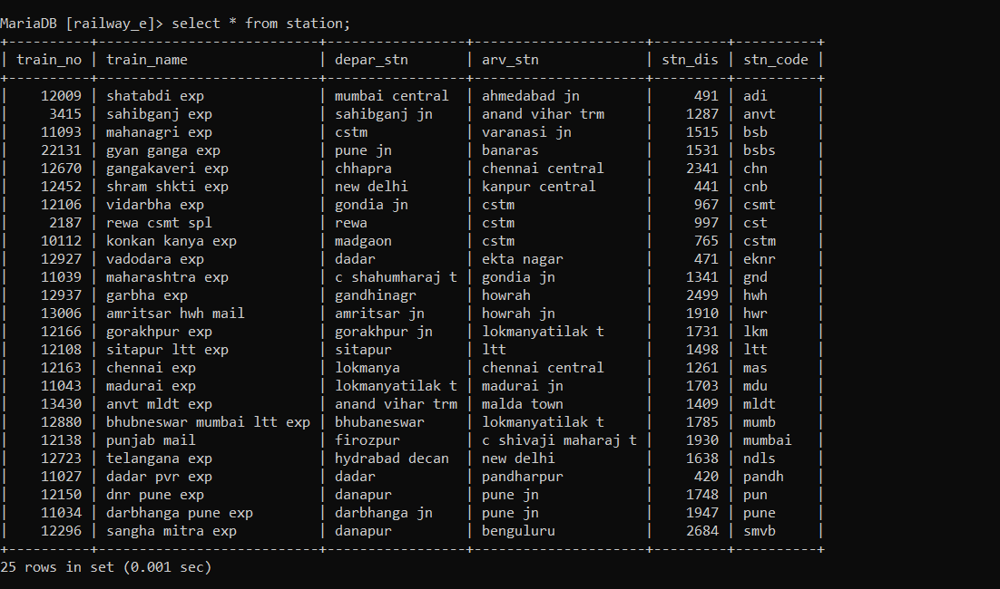 MariaDB [railway_e]> select * from station;
+----------+---------------------------+-----------------+---------------------+---------+----------+
| train_no | train_name                | depar_stn       | arv_stn             | stn_dis | stn_code |
+----------+---------------------------+-----------------+---------------------+---------+----------+
|    12009 | shatabdi exp              | mumbai central  | ahmedabad jn        |     491 | adi      |
|     3415 | sahibganj exp             | sahibganj jn    | anand vihar trm     |    1287 | anvt     |
|    11093 | mahanagri exp             | cstm            | varanasi jn         |    1515 | bsb      |
|    22131 | gyan ganga exp            | pune jn         | banaras             |    1531 | bsbs     |
|    12670 | gangakaveri exp           | chhapra         | chennai central     |    2341 | chn      |
|    12452 | shram shkti exp           | new delhi       | kanpur central      |     441 | cnb      |
|    12106 | vidarbha exp              | gondia jn       | cstm                |     967 | csmt     |
|     2187 | rewa csmt spl             | rewa            | cstm                |     997 | cst      |
|    10112 | konkan kanya exp          | madgaon         | cstm                |     765 | cstm     |
|    12927 | vadodara exp              | dadar           | ekta nagar          |     471 | eknr     |
|    11039 | maharashtra exp           | c shahumharaj t | gondia jn           |    1341 | gnd      |
|    12937 | garbha exp                | gandhinagr      | howrah              |    2499 | hwh      |
|    13006 | amritsar hwh mail         | amritsar jn     | howrah jn           |    1910 | hwr      |
|    12166 | gorakhpur exp             | gorakhpur jn    | lokmanyatilak t     |    1731 | lkm      |
|    12108 | sitapur ltt exp           | sitapur         | ltt                 |    1498 | ltt      |
|    12163 | chennai exp               | lokmanya        | chennai central     |    1261 | mas      |
|    11043 | madurai exp               | lokmanyatilak t | madurai jn          |    1703 | mdu      |
|    13430 | anvt mldt exp             | anand vihar trm | malda town          |    1409 | mldt     |
|    12880 | bhubneswar mumbai ltt exp | bhubaneswar     | lokmanyatilak t     |    1785 | mumb     |
|    12138 | punjab mail               | firozpur        | c shivaji maharaj t |    1930 | mumbai   |
|    12723 | telangana exp             | hydrabad decan  | new delhi           |    1638 | ndls     |
|    11027 | dadar pvr exp             | dadar           | pandharpur          |     420 | pandh    |
|    12150 | dnr pune exp              | danapur         | pune jn             |    1748 | pun      |
|    11034 | darbhanga pune exp        | darbhanga jn    | pune jn             |    1947 | pune     |
|    12296 | sangha mitra exp          | danapur         | benguluru           |    2684 | smvb     |
+----------+---------------------------+-----------------+---------------------+---------+----------+
25 rows in set (0.001 sec)